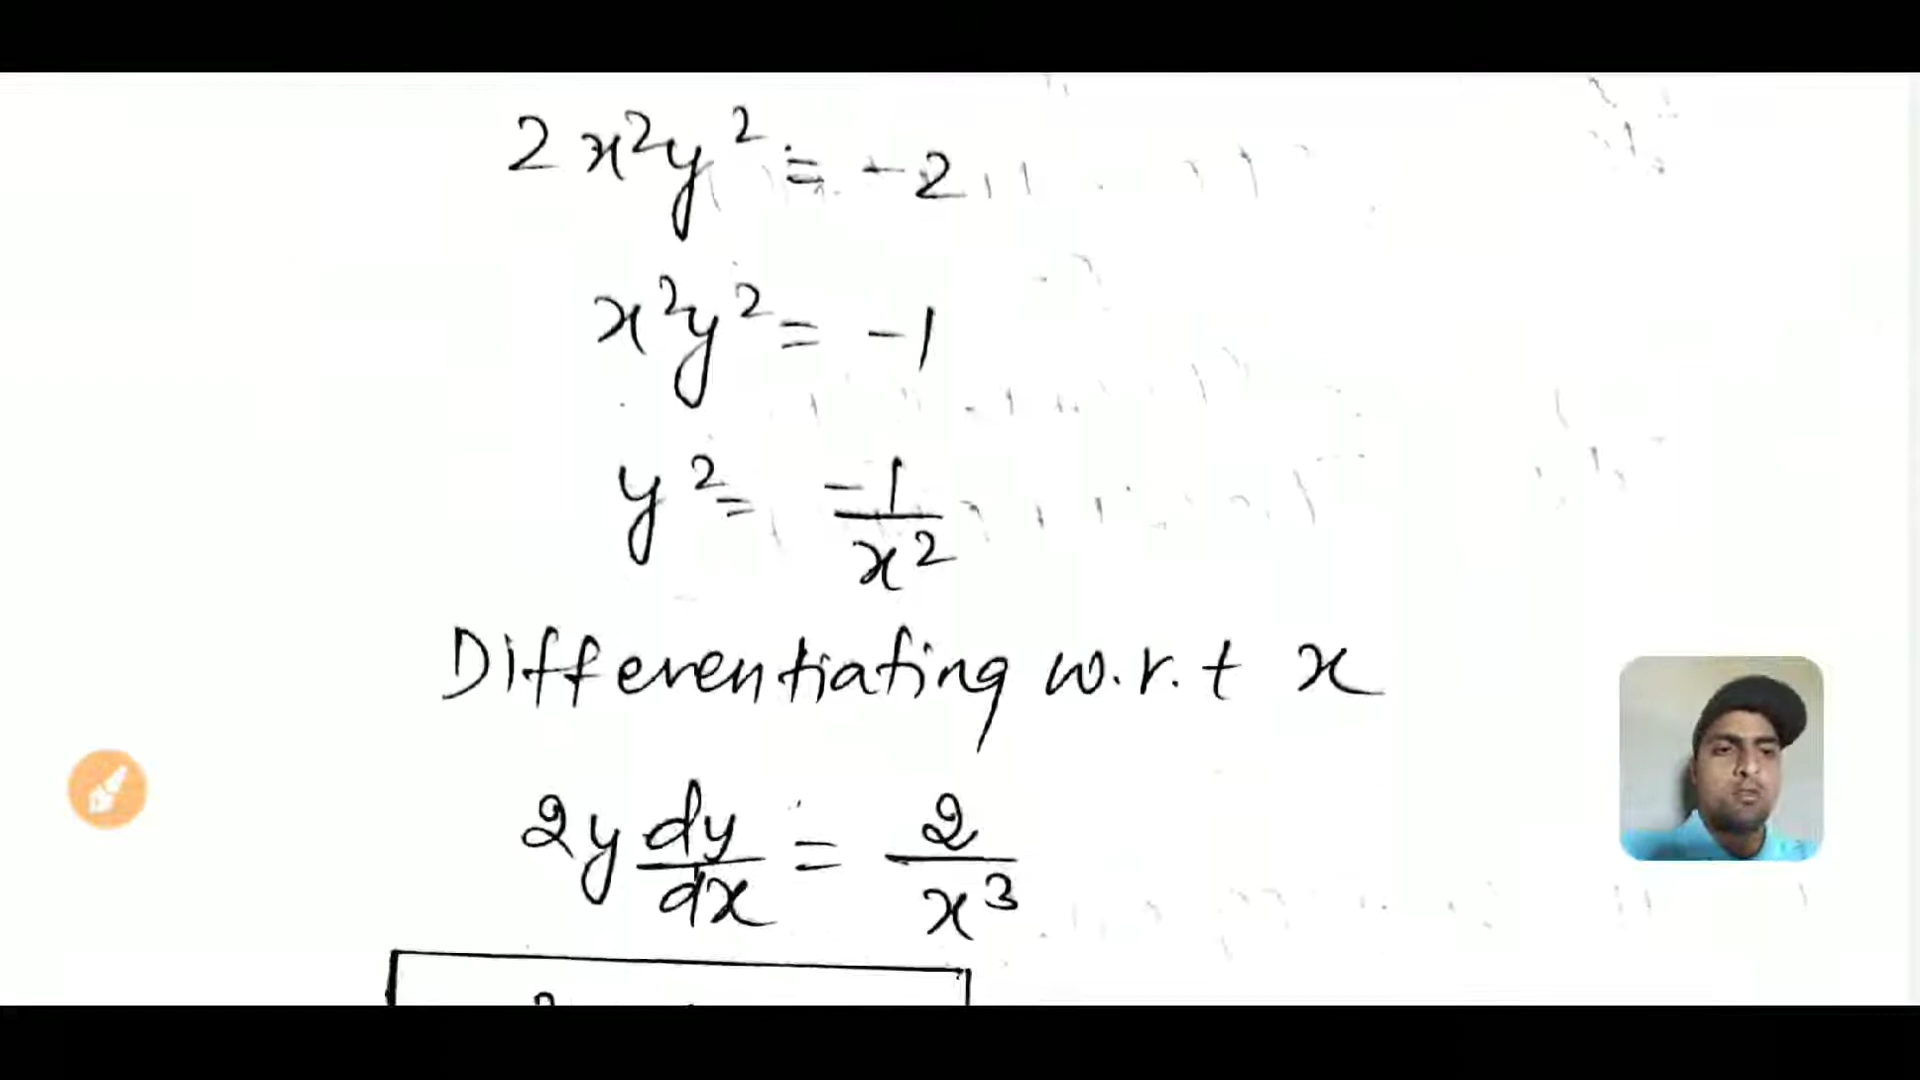 2x²y² = -2
x²y² = -1
y² = -1/x²
Differentiating w.r.t x
2y dy/dx = 2/x³